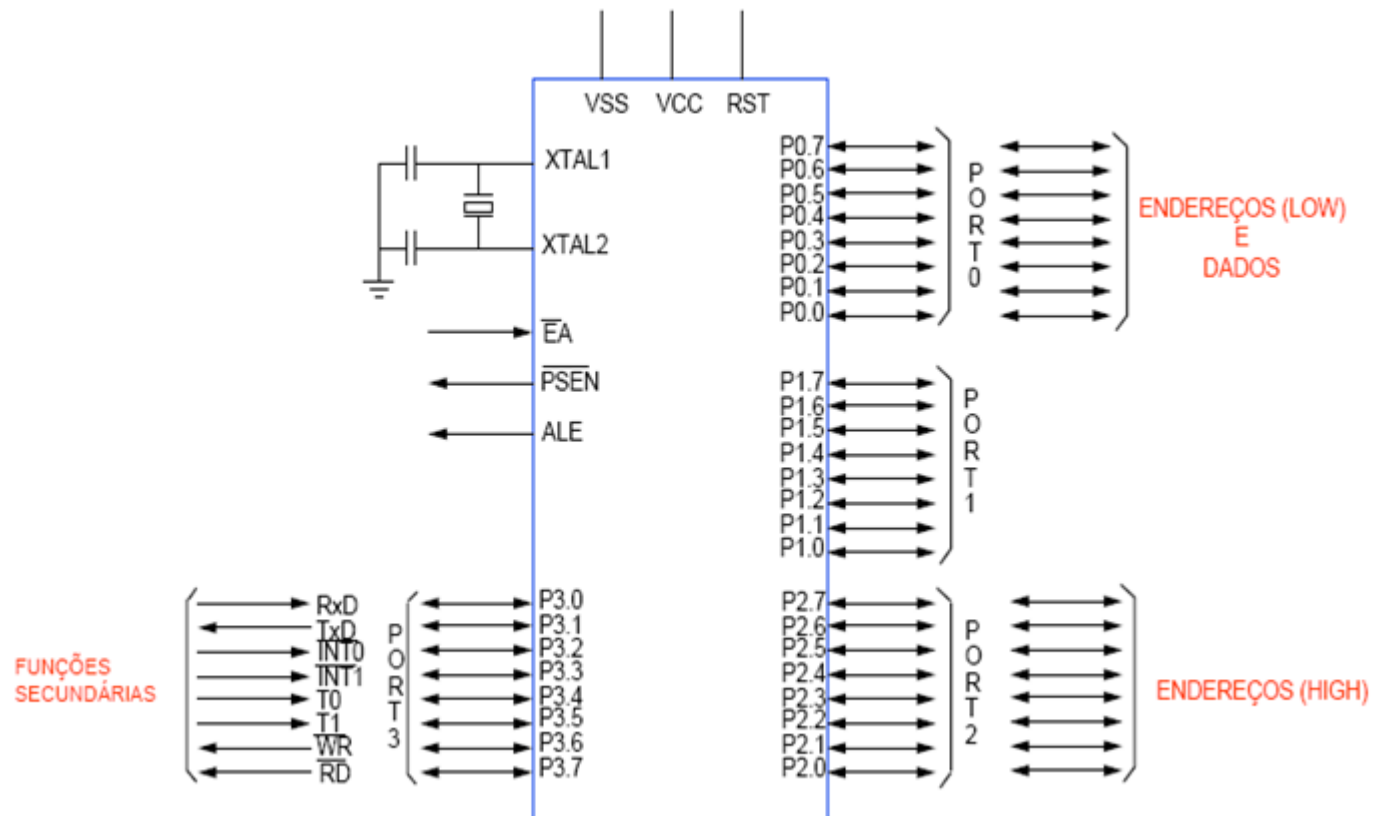 VSS VCC RST
XTAL1
XTAL2
EA
PSEN
ALE
P0.7
P0.6
P0.5
P0.4
P0.3
P0.2
P0.1
P0.0
PORT0
ENDEREÇOS (LOW)
E
DADOS
P1.7
P1.6
P1.5
P1.4
P1.3
P1.2
P1.1
P1.0
PORT1
FUNÇÕES
SECUNDÁRIAS
RxD
TxD
INT0
INT1
T0
T1
WR
RD
PORT3
P3.0
P3.1
P3.2
P3.3
P3.4
P3.5
P3.6
P3.7
P2.7
P2.6
P2.5
P2.4
P2.3
P2.2
P2.1
P2.0
PORT2
ENDEREÇOS (HIGH)